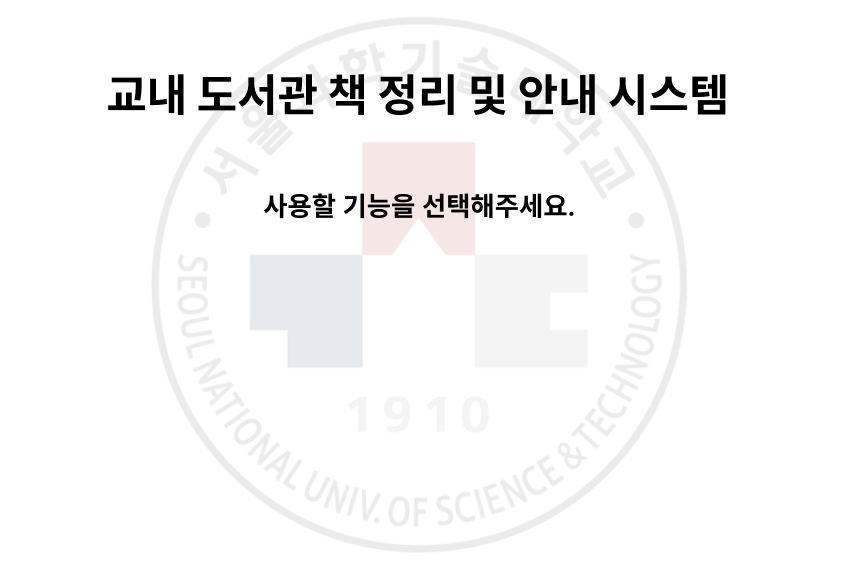 교내 도서관 책 정리 및 안내 시스템
사용할 기능을 선택해주세요.
서울과학기술대학교
1910
SEOUL NATIONAL UNIV. OF SCIENCE & TECHNOLOGY